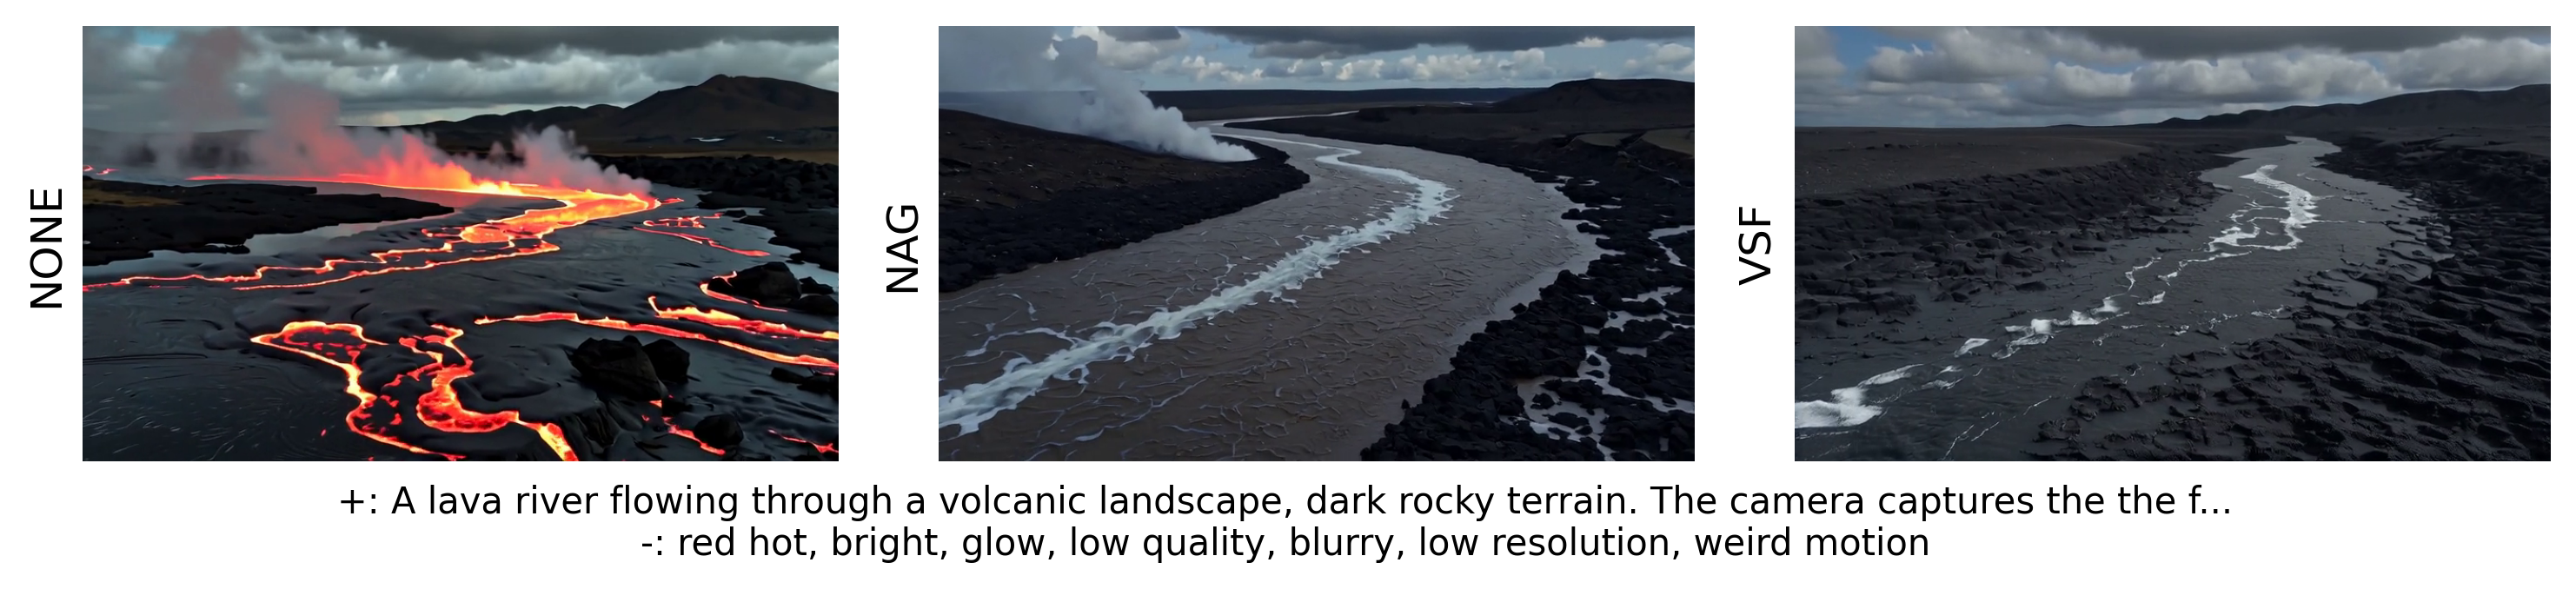 NONE
NAG
VSF
+: A lava river flowing through a volcanic landscape, dark rocky terrain. The camera captures the the f...
-: red hot, bright, glow, low quality, blurry, low resolution, weird motion